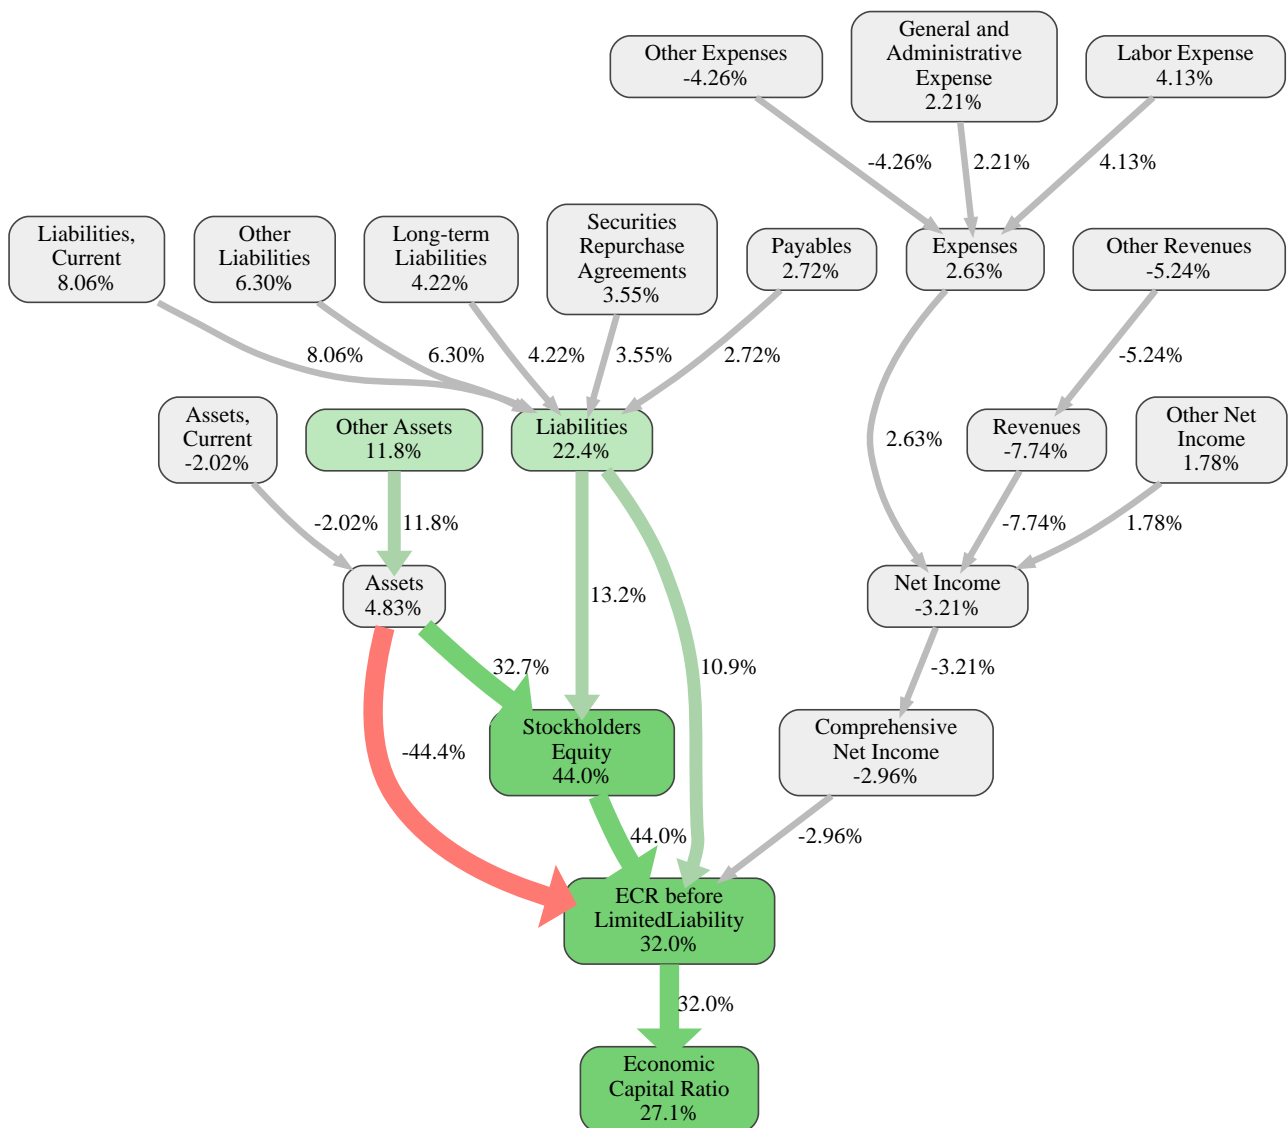 Other Expenses
-4.26%
General and
Administrative
Expense
2.21%
Labor Expense
4.13%
-4.26%
2.21%
4.13%
Liabilities,
Current
8.06%
Other
Liabilities
6.30%
Long-term
Liabilities
4.22%
Securities
Repurchase
Agreements
3.55%
Payables
2.72%
Expenses
2.63%
Other Revenues
-5.24%
8.06%
6.30%
4.22%
3.55%
2.72%
-5.24%
Assets,
Current
-2.02%
Other Assets
11.8%
Liabilities
22.4%
2.63%
Revenues
-7.74%
Other Net
Income
1.78%
-2.02%
11.8%
-7.74%
1.78%
Assets
4.83%
13.2%
Net Income
-3.21%
32.7%
10.9%
-3.21%
Stockholders
Equity
44.0%
Comprehensive
Net Income
-2.96%
-44.4%
44.0%
-2.96%
ECR before
LimitedLiability
32.0%
32.0%
Economic
Capital Ratio
27.1%